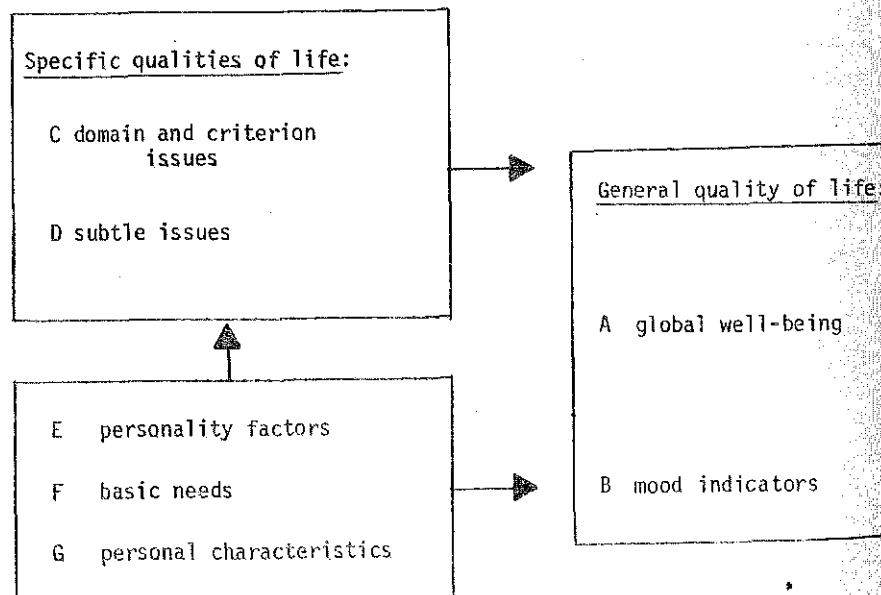 Specific qualities of life:
C domain and criterion
issues
D subtle issues
General quality of life
A global well-being
E personality factors
F basic needs
B mood indicators
G personal characteristics